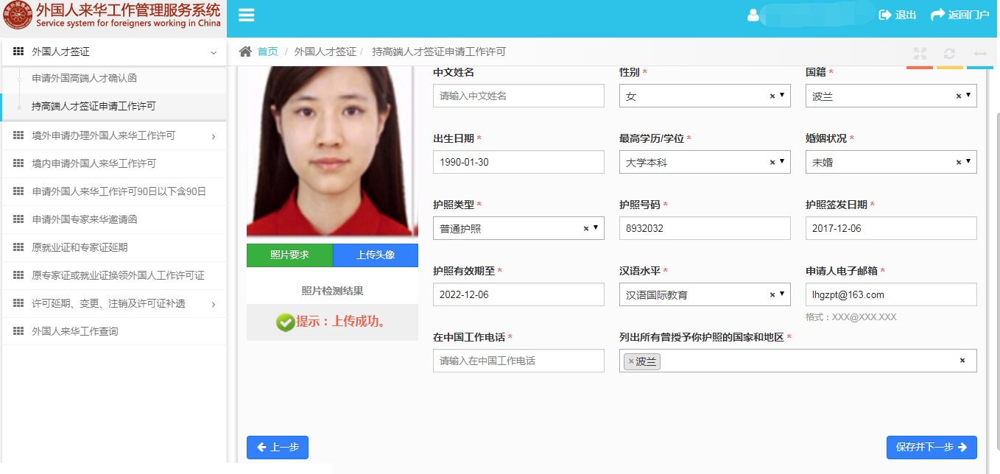 外国人来华工作管理服务系统
Service system for foreigners working in China
退出 返回门户
外国人才签证
申请外国高端人才确认函
持高端人才签证申请工作许可
境外申请办理外国人来华工作许可
境内申请外国人来华工作许可
申请外国人来华工作许可90日以下含90日
申请外国专家来华邀请函
原就业证和专家证延期
原专家证或就业证换领外国人工作许可证
许可延期、变更、注销及许可证补遗
外国人来华工作查询
首页 / 外国人才签证 / 持高端人才签证申请工作许可
中文姓名 性别 * 国籍 *
请输入中文姓名 女 × 波兰 ×
出生日期 * 最高学历/学位 * 婚姻状况 *
1990-01-30 大学本科 × 未婚 ×
护照类型 * 护照号码 * 护照签发日期 *
普通护照 × 8932032 2017-12-06
照片要求 上传头像
护照有效期至 * 汉语水平 * 申请人电子邮箱 *
2022-12-06 汉语国际教育 × lhgzpt@163.com
格式：XXX@XXX.XXX
照片检测结果
提示：上传成功。
在中国工作电话 * 列出所有曾授予你护照的国家和地区 *
请输入在中国工作电话 ×波兰 ×
上一步 保存并下一步